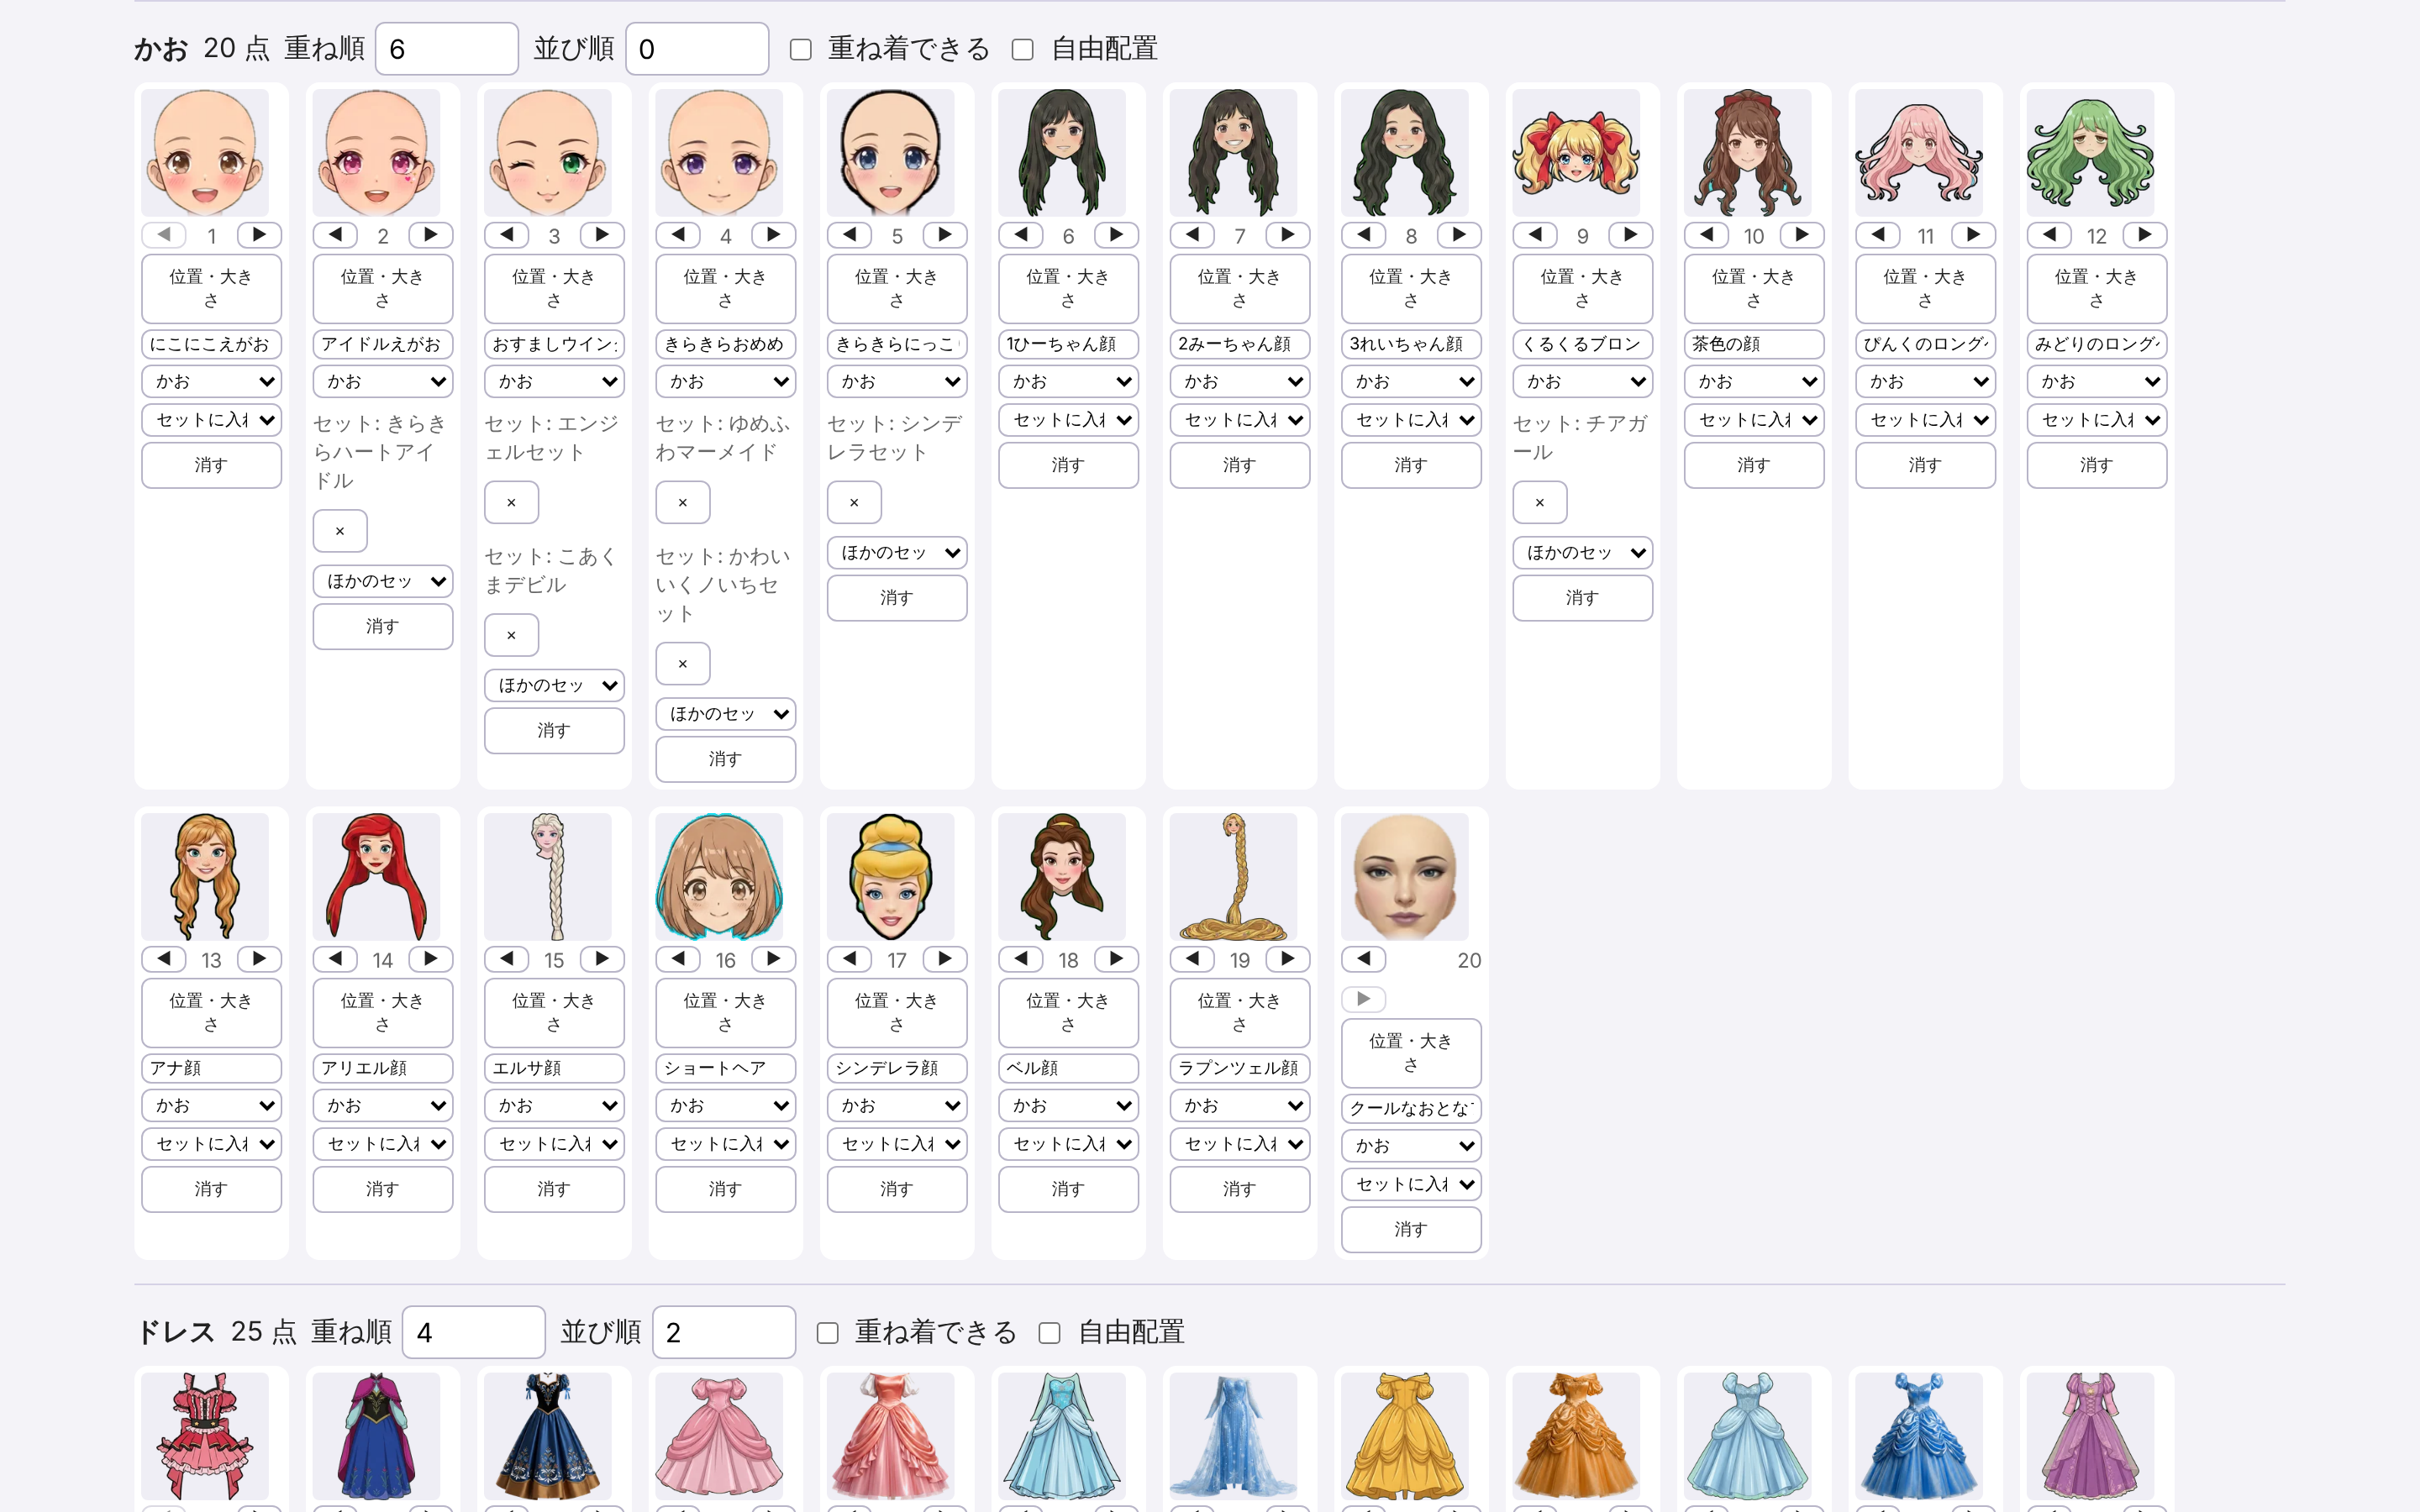 かお 20 点 重ね順 6 並び順 0 重ね着できる 自由配置
◀ 1 ▶ ◀ 2 ▶ ◀ 3 ▶ ◀ 4 ▶ ◀ 5 ▶ ◀ 6 ▶ ◀ 7 ▶ ◀ 8 ▶ ◀ 9 ▶ ◀ 10 ▶ ◀ 11 ▶ ◀ 12 ▶
位置・大き 位置・大き 位置・大き 位置・大き 位置・大き 位置・大き 位置・大き 位置・大き 位置・大き 位置・大き 位置・大き 位置・大き
さ さ さ さ さ さ さ さ さ さ さ さ
にこにこえがお アイドルえがお おすましウイン きらきらおめめ きらきらにっこ 1ひーちゃん顔 2みーちゃん顔 3れいちゃん顔 くるくるブロン 茶色の顔 ぴんくのロング みどりのロング
かお かお かお かお かお かお かお かお かお かお かお かお
セットに入れ セット: きらき セット: エンジ セット: ゆめふ セット: シンデ セットに入れ セットに入れ セットに入れ セット: チアガ セットに入れ セットに入れ セットに入れ
消す らハートアイ ェルセット わマーメイド レラセット 消す 消す 消す ール 消す 消す 消す
ドル × × × ×
× セット: こあく セット: かわい ほかのセッ ほかのセッ
ほかのセッ まデビル いくノいちセ 消す 消す
消す × ット
ほかのセッ ×
消す ほかのセッ
消す
◀ 13 ▶ ◀ 14 ▶ ◀ 15 ▶ ◀ 16 ▶ ◀ 17 ▶ ◀ 18 ▶ ◀ 19 ▶ ◀ 20
▶
位置・大き 位置・大き 位置・大き 位置・大き 位置・大き 位置・大き 位置・大き 位置・大き
さ さ さ さ さ さ さ さ
アナ顔 アリエル顔 エルサ顔 ショートヘア シンデレラ顔 ベル顔 ラプンツェル顔 クールなおとな
かお かお かお かお かお かお かお かお
セットに入れ セットに入れ セットに入れ セットに入れ セットに入れ セットに入れ セットに入れ セットに入れ
消す 消す 消す 消す 消す 消す 消す 消す
ドレス 25 点 重ね順 4 並び順 2 重ね着できる 自由配置